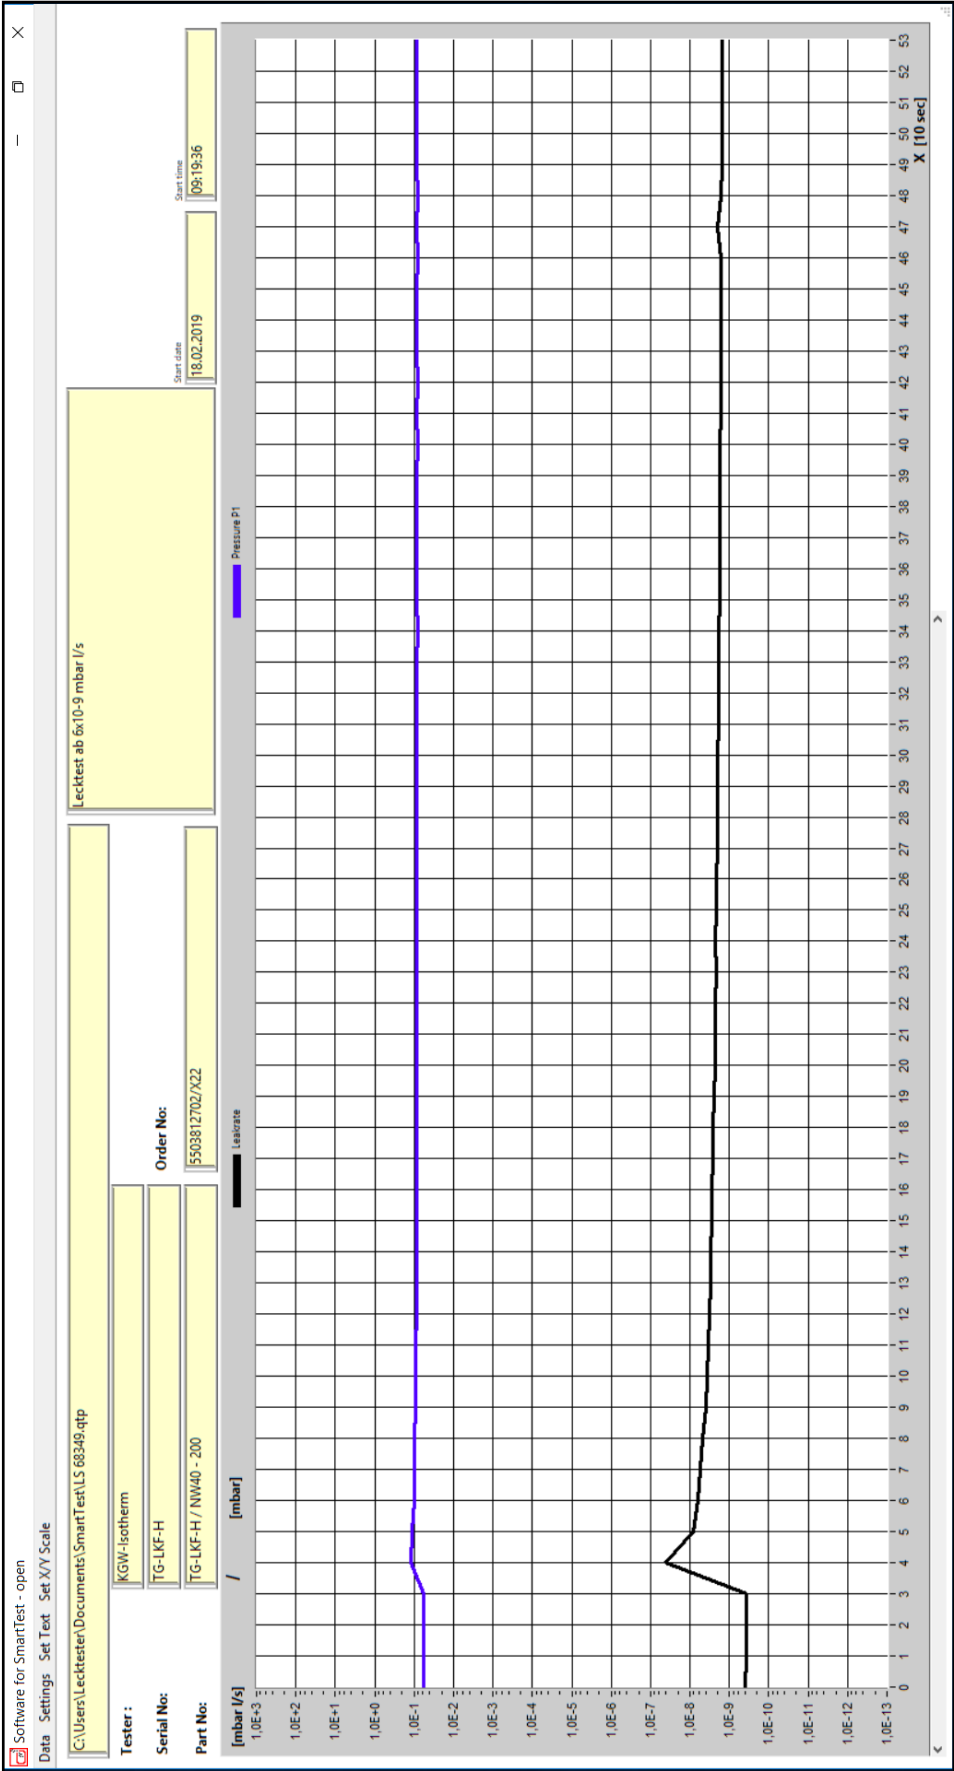 Software for SmartTest - open
Data Settings Set Text Set X/Y Scale
C:\Users\Lecktester\Documents\SmartTest\LS 68349.qtp
Lecktest ab 6x10-9 mbar l/s
Tester :
KGW-Isotherm
Serial No:
TG-LKF-H
Order No:
Part No:
TG-LKF-H / NW40 - 200
5503812702/X22
Start date
18.02.2019
Start time
09:19:36
[mbar l/s] / [mbar]
Leakrate
Pressure P1
1,0E+3
1,0E+2
1,0E+1
1,0E+0
1,0E-1
1,0E-2
1,0E-3
1,0E-4
1,0E-5
1,0E-6
1,0E-7
1,0E-8
1,0E-9
1,0E-10
1,0E-11
1,0E-12
1,0E-13
0 1 2 3 4 5 6 7 8 9 10 11 12 13 14 15 16 17 18 19 20 21 22 23 24 25 26 27 28 29 30 31 32 33 34 35 36 37 38 39 40 41 42 43 44 45 46 47 48 49 50 51 52 53
X [10 sec]